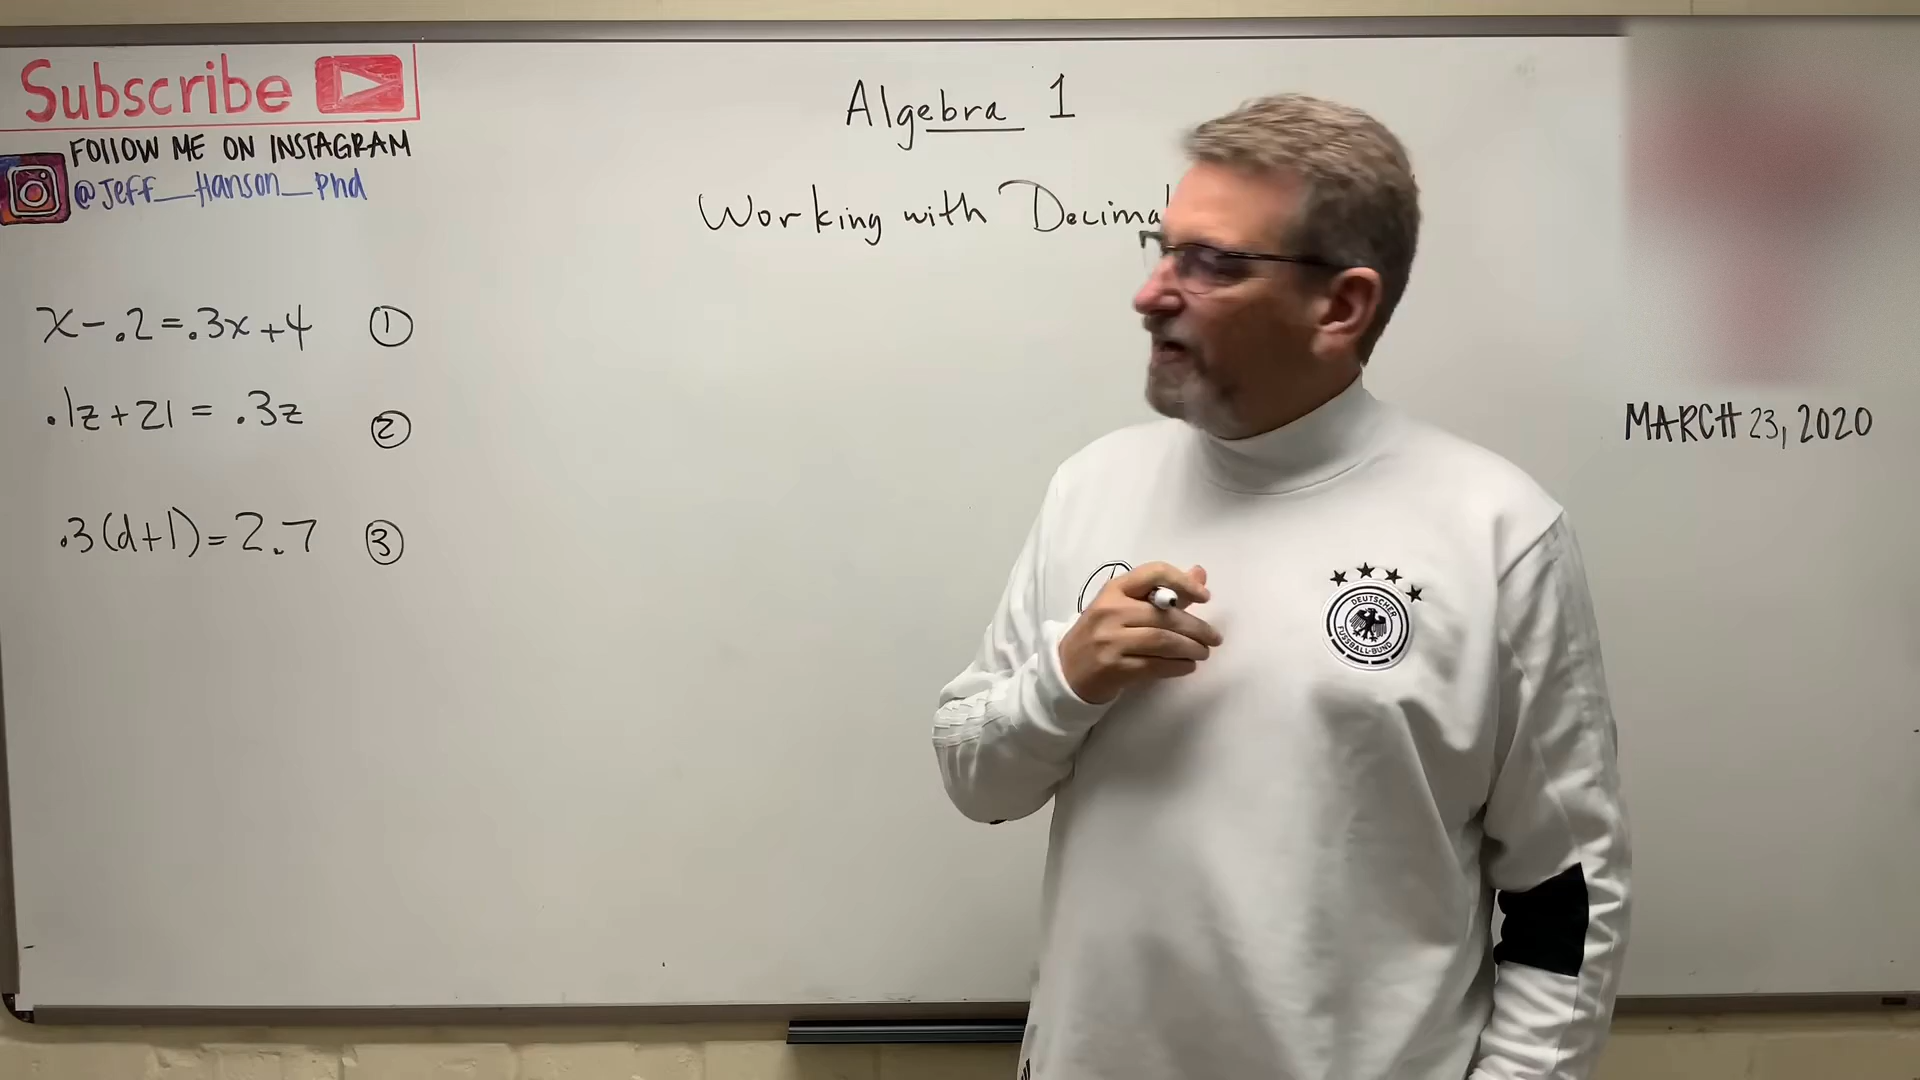 Subscribe
FOllOW ME ON INSTAGRAM
@Jeff__Hanson__Phd
Algebra 1
Working with
x-.2=.3x+4 ①
.1z+21 = .3z ②
.3(d+1)=2.7 ③
MARCH 23, 2020
DEUTSCHER
FUSSBALL-BUND